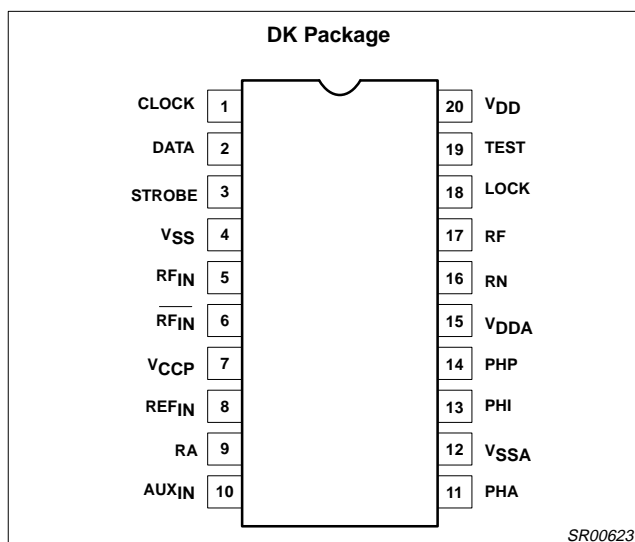 DK Package
CLOCK 1 20 VDD
DATA 2 19 TEST
STROBE 3 18 LOCK
VSS 4 17 RF
RFIN 5 16 RN
R̅F̅I̅N̅ 6 15 VDDA
VCCP 7 14 PHP
REFIN 8 13 PHI
RA 9 12 VSSA
AUXIN 10 11 PHA
SR00623